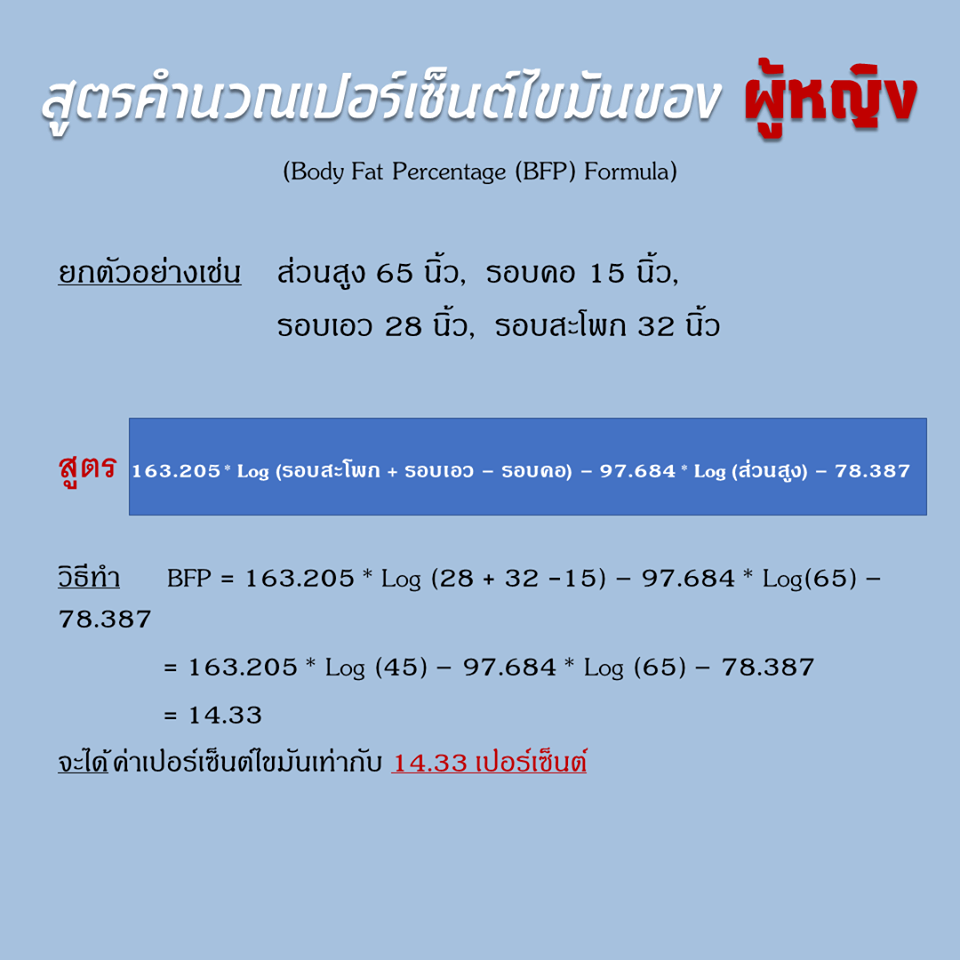 สูตรคำนวณเปอร์เซ็นต์ไขมันของ ผู้หญิง
(Body Fat Percentage (BFP) Formula)
ยกตัวอย่างเช่น ส่วนสูง 65 นิ้ว, รอบคอ 15 นิ้ว,
รอบเอว 28 นิ้ว, รอบสะโพก 32 นิ้ว
สูตร 163.205* Log (รอบสะโพก + รอบเอว – รอบคอ) – 97.684* Log (ส่วนสูง) – 78.387
วิธีทำ BFP = 163.205 * Log (28 + 32 -15) – 97.684 * Log(65) –
78.387
= 163.205 * Log (45) – 97.684 * Log (65) – 78.387
= 14.33
จะได้ ค่าเปอร์เซ็นต์ไขมันเท่ากับ 14.33 เปอร์เซ็นต์